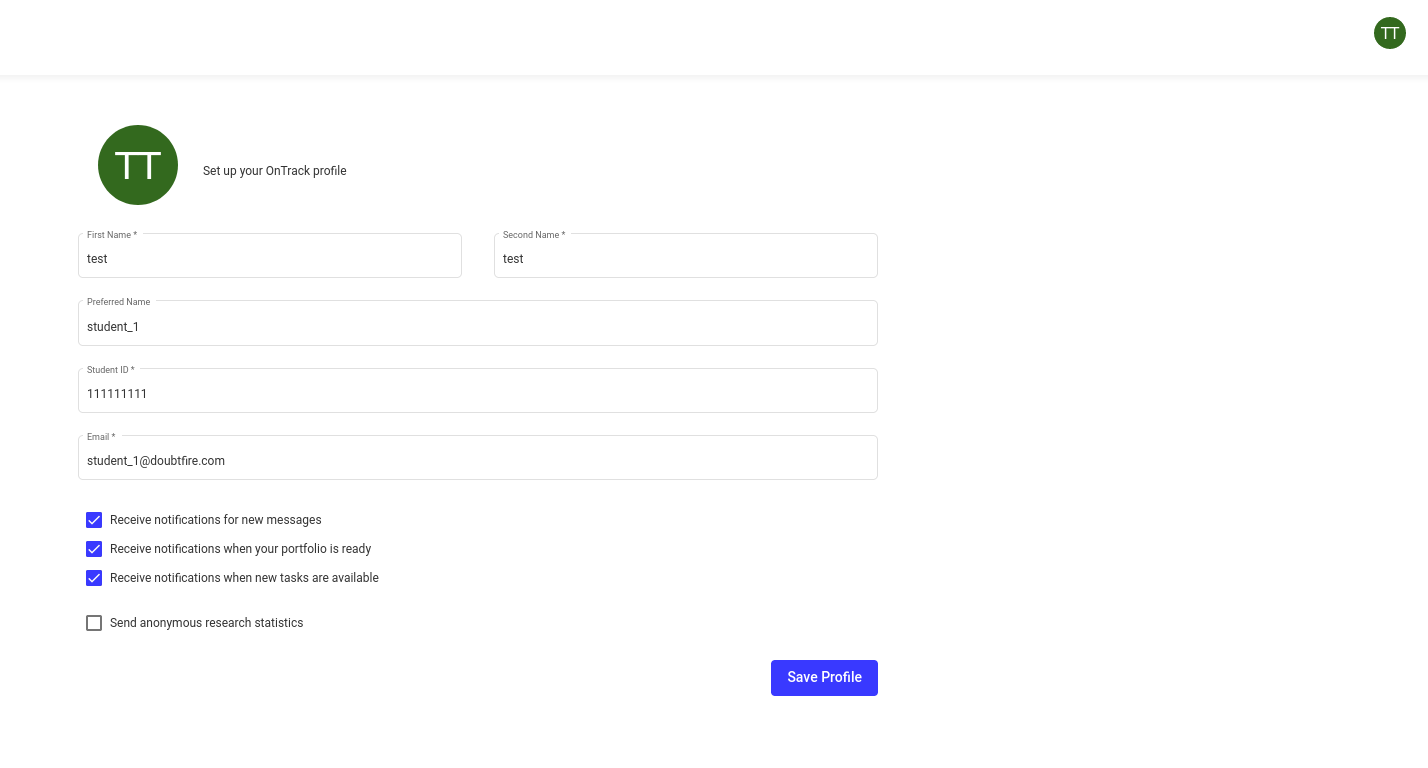 TT
TT
Set up your OnTrack profile
First Name *
test
Second Name *
test
Preferred Name
student_1
Student ID *
111111111
Email *
student_1@doubtfire.com
Receive notifications for new messages
Receive notifications when your portfolio is ready
Receive notifications when new tasks are available
Send anonymous research statistics
Save Profile